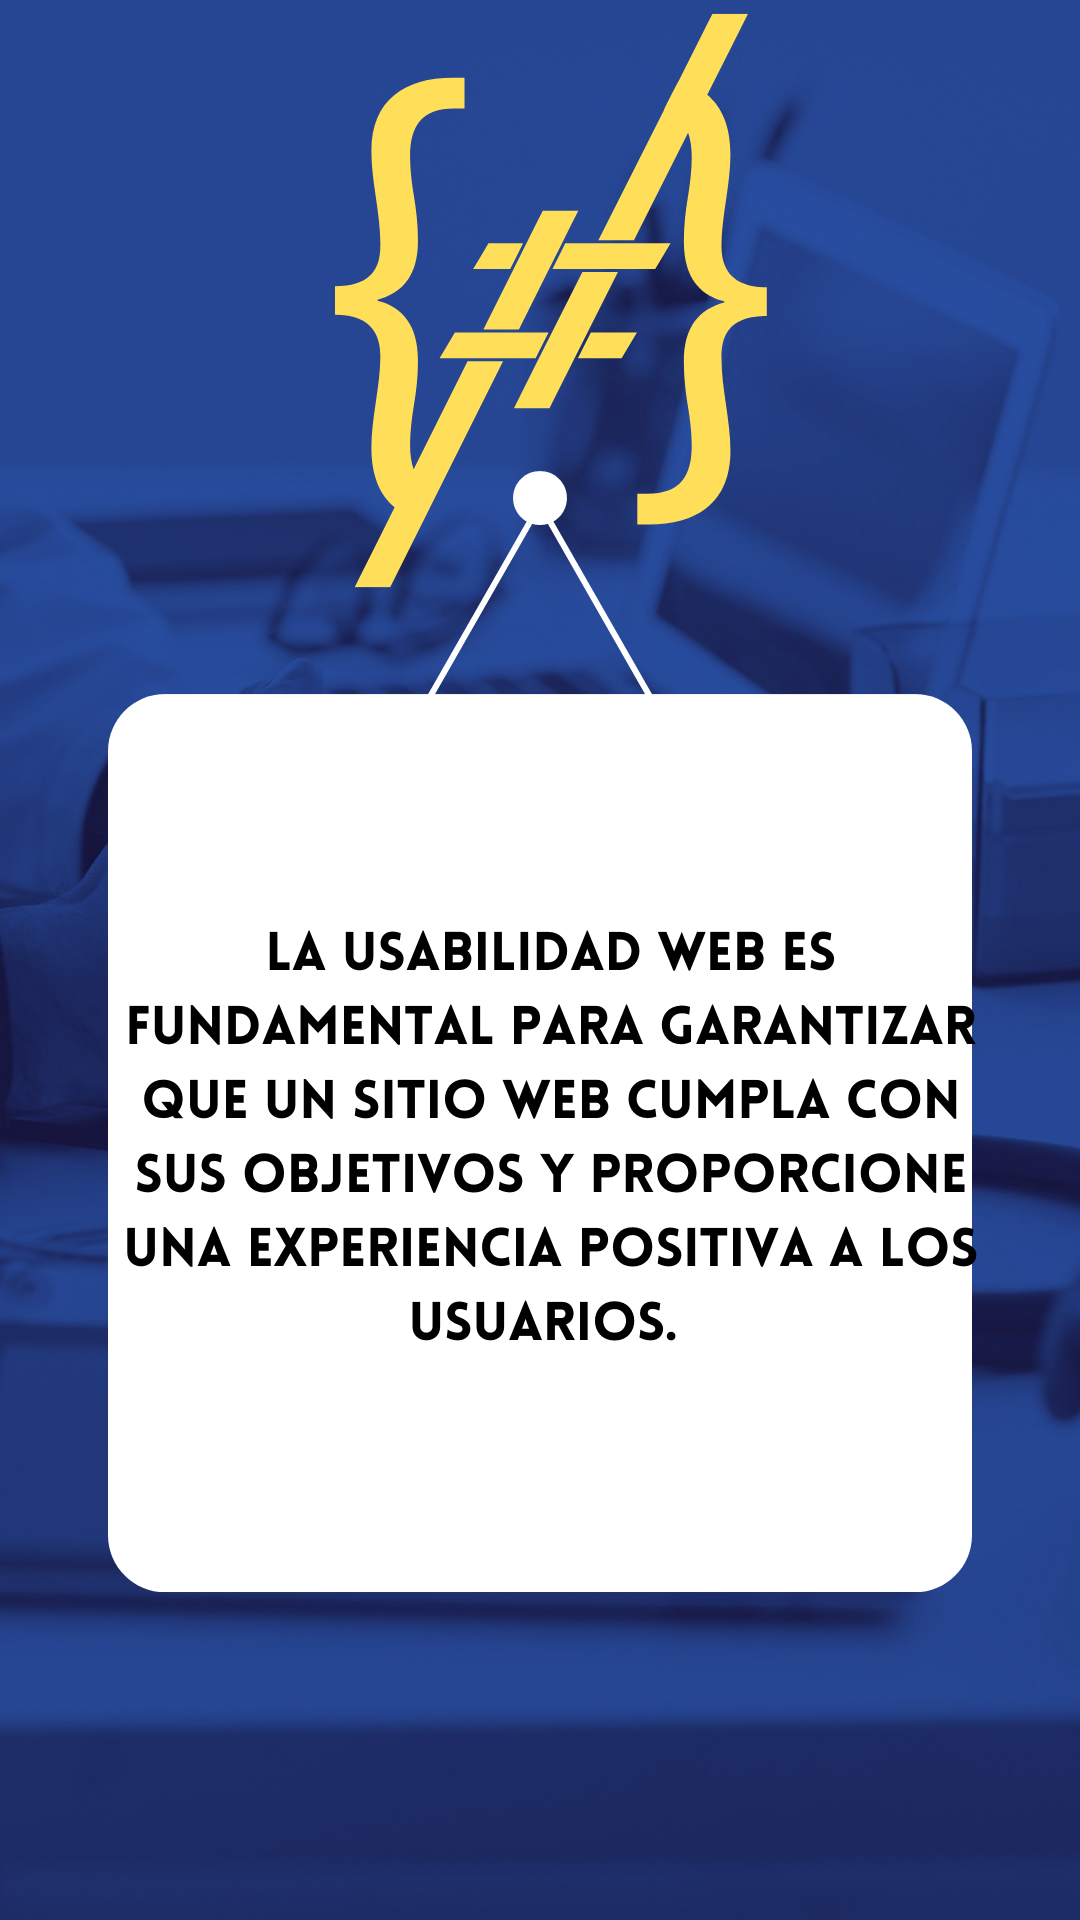 {#}
LA USABILIDAD WEB ES
FUNDAMENTAL PARA GARANTIZAR
QUE UN SITIO WEB CUMPLA CON
SUS OBJETIVOS Y PROPORCIONE
UNA EXPERIENCIA POSITIVA A LOS
USUARIOS.